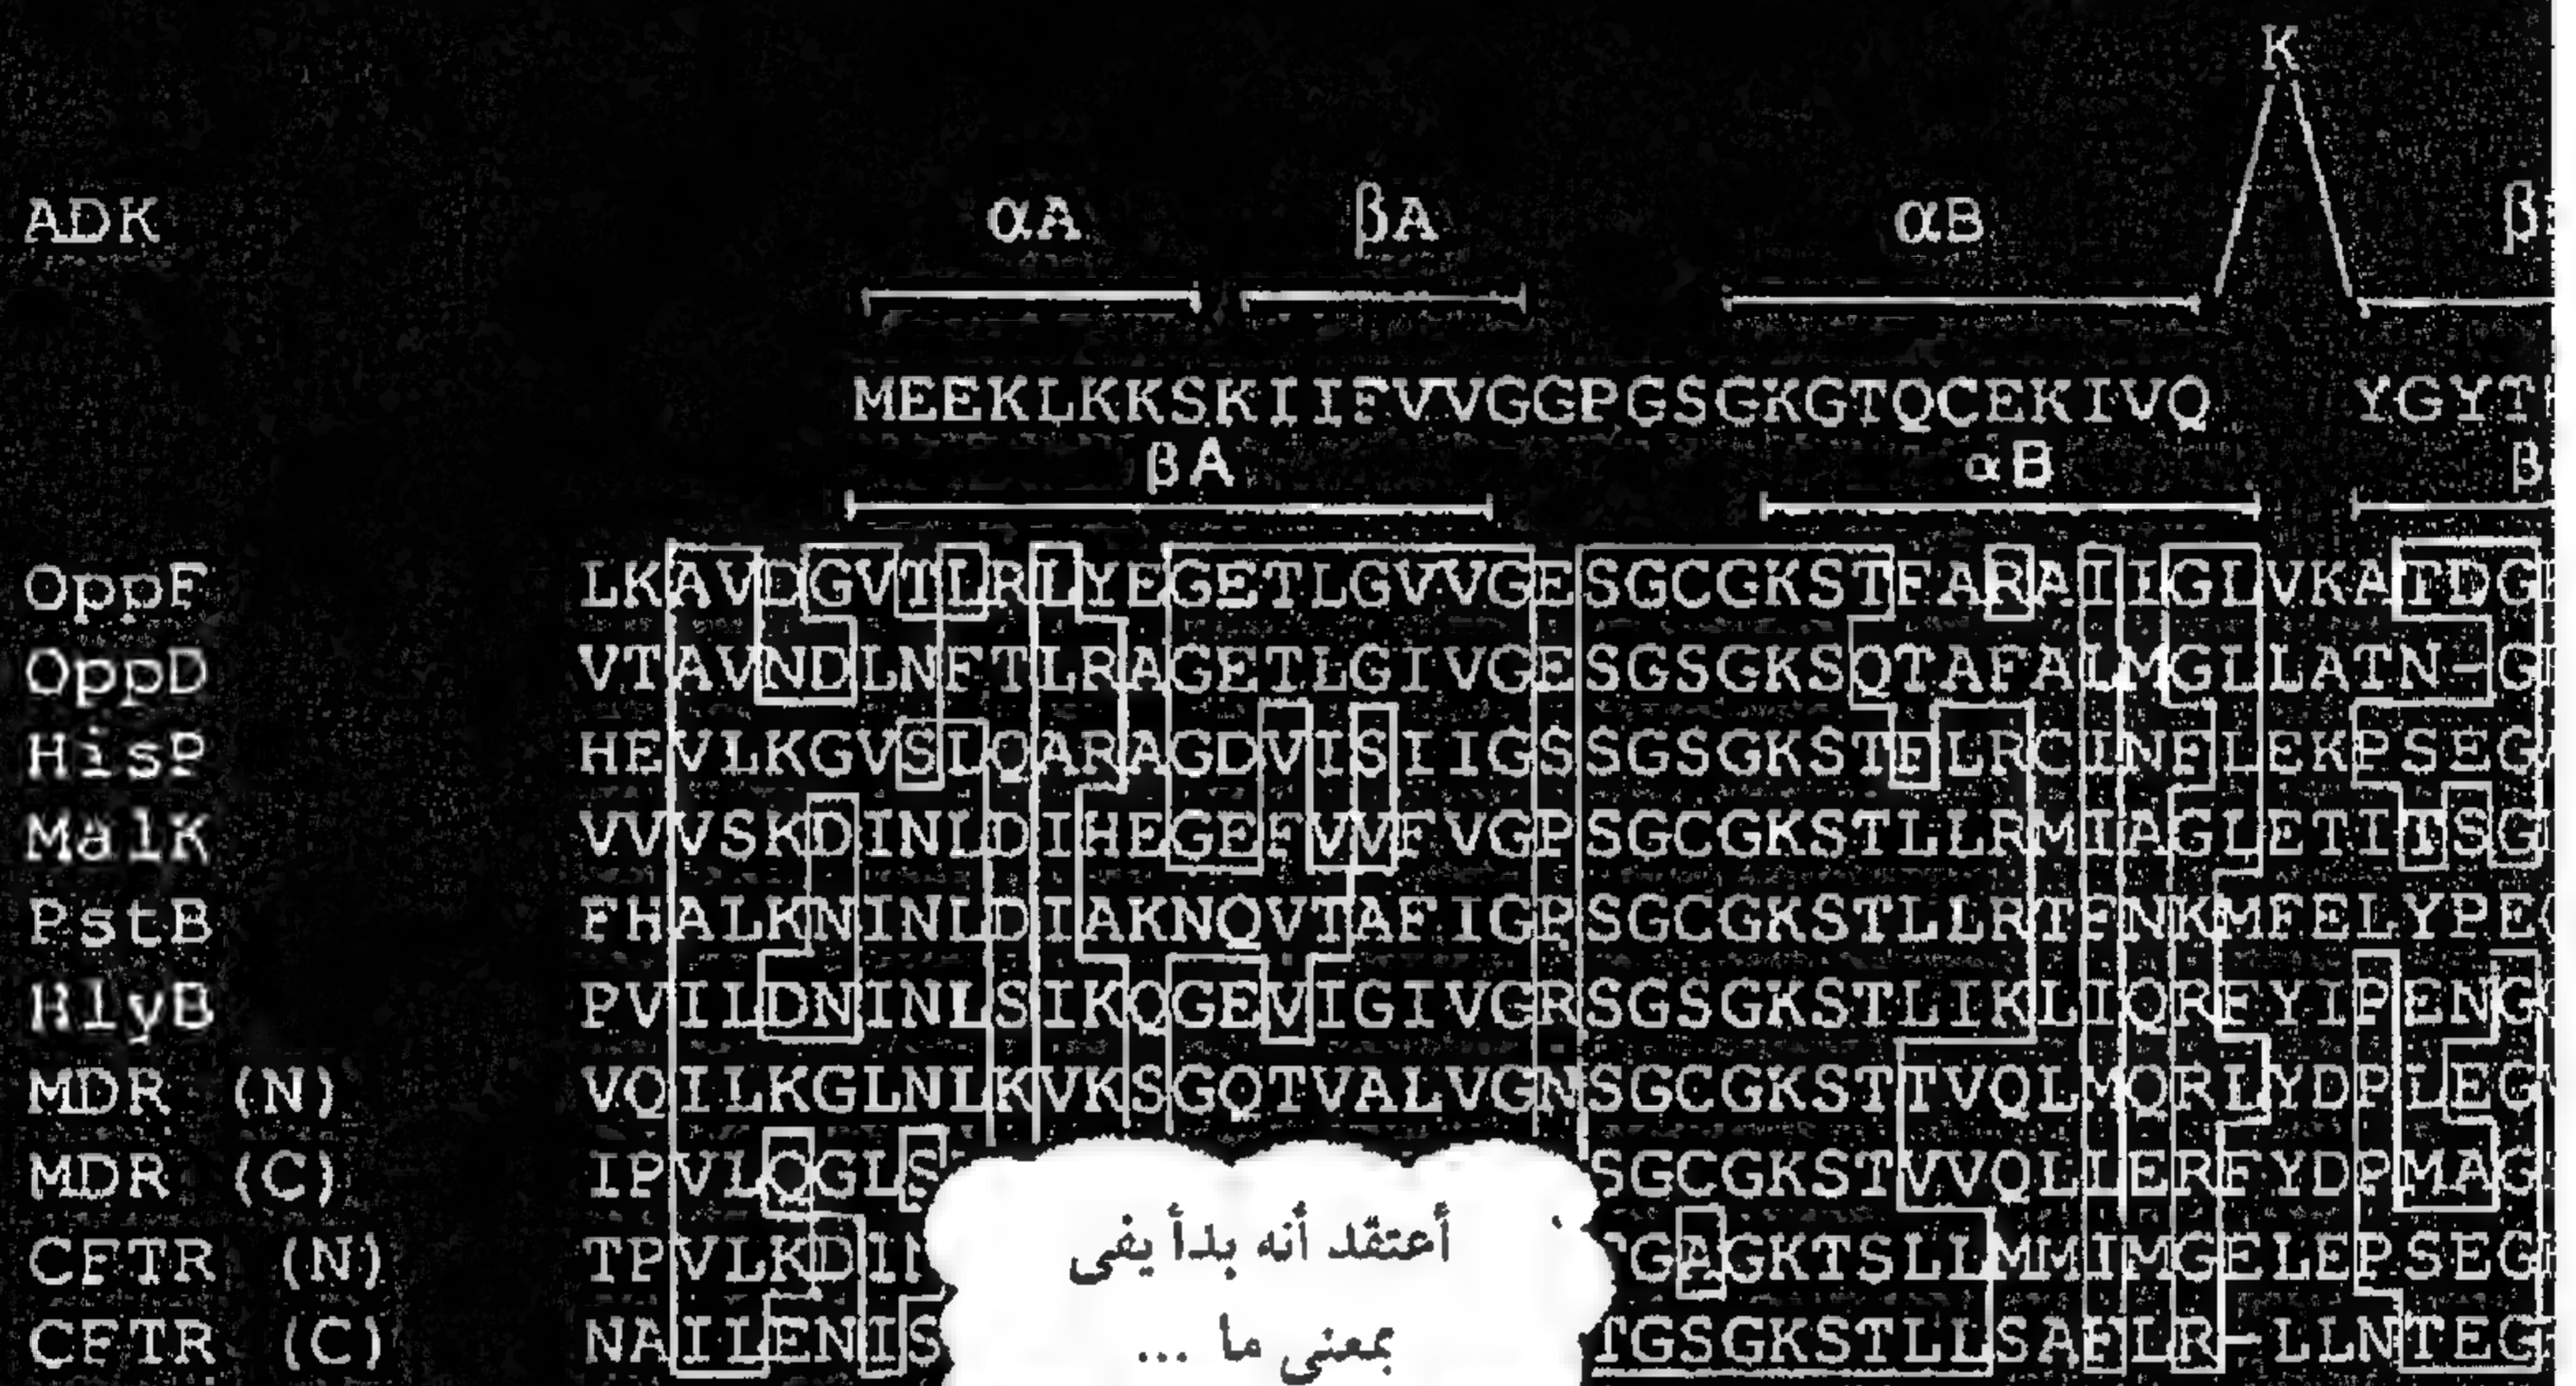 K
ADK αA βA αB β
MEEKLKKSKIIFVVGGPGSGKGTQCEKIVQ YGYT
βA αB β
OppF LKAVDGVTLRLYEGETLGVVGESGCGKSTFARAIIGLVKATDG
OppD VTAVNDLNFTLRAGETLGIVGESGSGKSQTAFALMGLLATN-G
HisP HEVLKGVSLQARAGDVISIIGSSGSGKSTFLRCINFLEKPSEG
MalK VVVSKDINLDIHEGEFVVFVGPSGCGKSTLLRMIAGLETITSG
PstB FHALKNINLDIAKNQVTAFIGPSGCGKSTLLRTFNKMFELYPE
HlyB PVILDNINLSIKQGEVIGIVGRSGSGKSTLIKLIQRFYIPENG
MDR (N) VQILKGLNLKVKSGQTVALVGNSGCGKSTTVQLMQRLYDPLEG
MDR (C) IPVLQGLS SGCGKSTVVQLLERFYDPMAG
CFTR (N) TPVLKDIN TGAGKTSLLMMIMGELEPSEG
CFTR (C) NAILENIS TGSGKSTLLSAFLR-LLNTEG
أعتقد أنه بدأ يفى
بمعنى ما ...